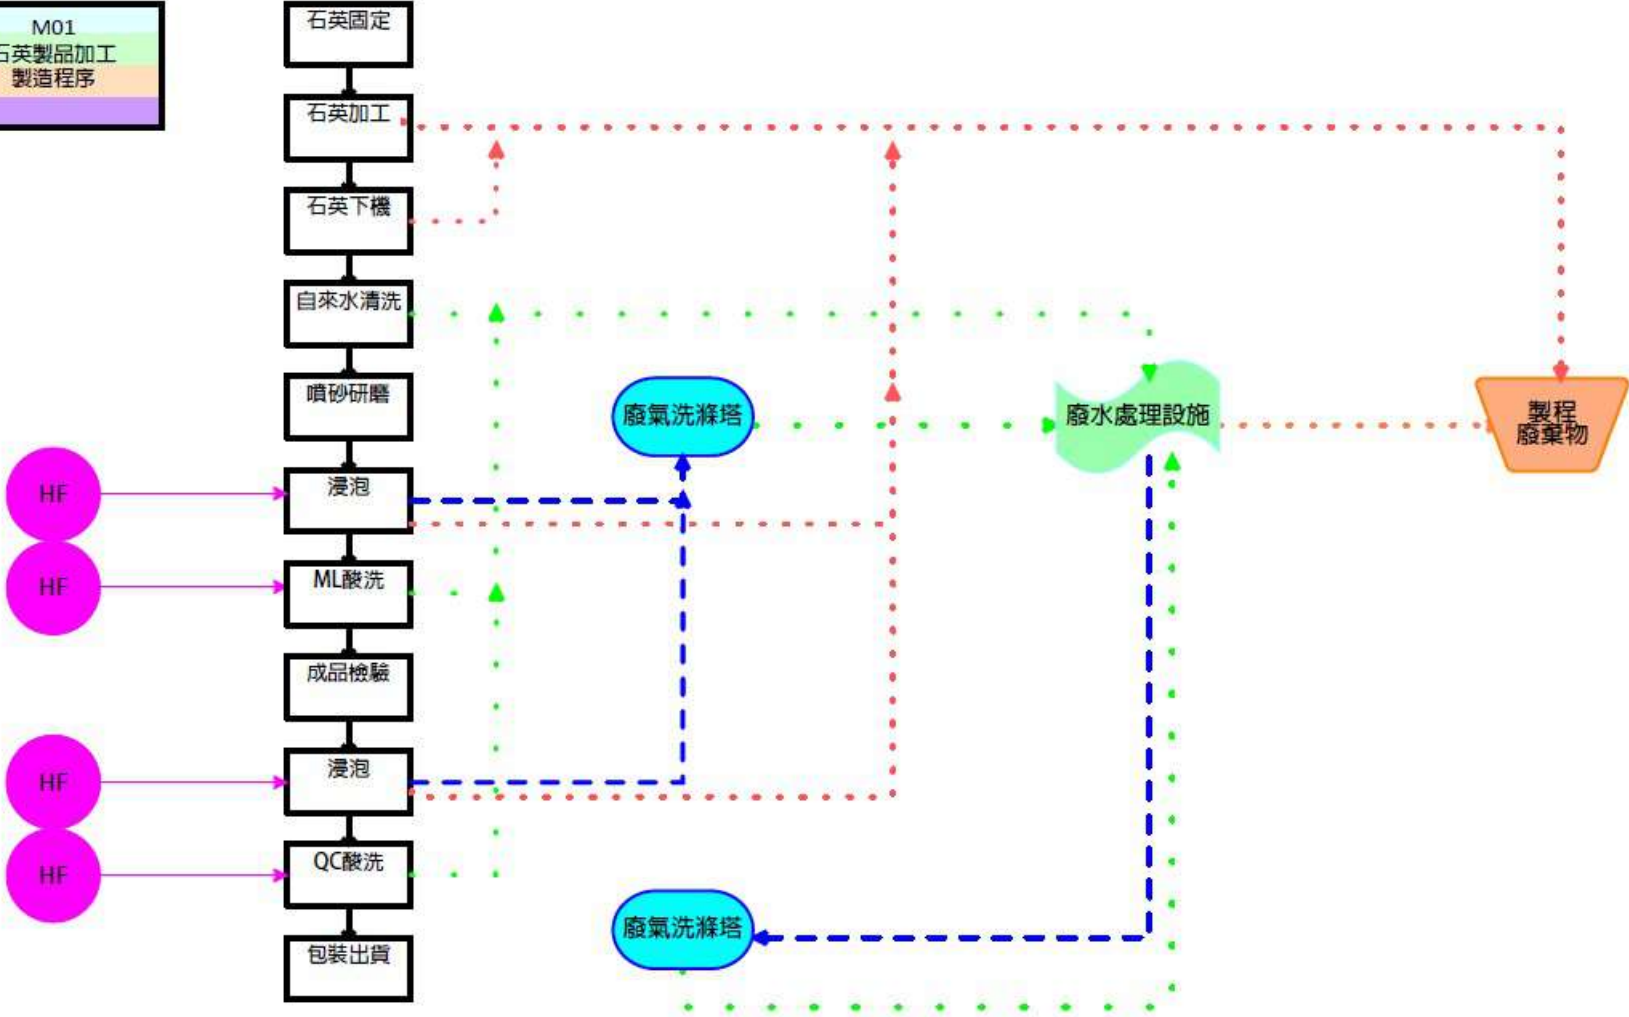 M01
石英製品加工
製造程序
石英固定
石英加工
石英下機
自來水清洗
噴砂研磨
廢氣洗滌塔
廢水處理設施
製程
廢棄物
HF
浸泡
HF
ML酸洗
成品檢驗
HF
浸泡
HF
QC酸洗
廢氣洗滌塔
包裝出貨